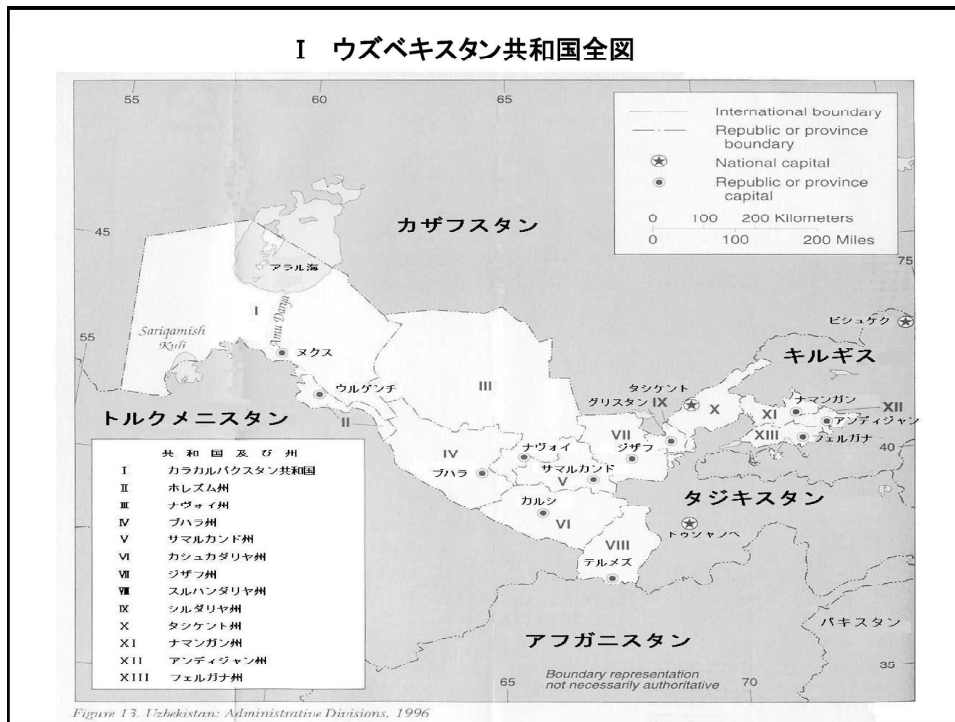 I ウズベキスタン共和国全図
55
60
65
International boundary
Republic or province
boundary
National capital
Republic or province
capital
0 100 200 Kilometers
0 100 200 Miles
カザフスタン
45
75
アラル海
I
Amu Darya
ビシュケク
Sariqamish
Kuli
55
ヌクス
キルギス
ウルゲンチ
III
タシケント
グリスタン IX
X
ナマンガン
XI
XII
トルクメニスタン
II
アンディジャン
VII
XIII
フェルガナ
40
IV
ナヴォイ
ジザフ
ブハラ
サマルカンド
V
タジキスタン
カルシ
VI
VIII
ドゥシャンベ
テルメズ
共和国及び州
I カラカルパクスタン共和国
II ホレズム州
III ナヴォイ州
IV ブハラ州
V サマルカンド州
VI カシュカダリヤ州
VII ジザフ州
VIII スルハンダリヤ州
IX シルダリヤ州
X タシケント州
XI ナマンガン州
XII アンディジャン州
XIII フェルガナ州
パキスタン
アフガニスタン
35
Boundary representation
not necessarily authoritative
65
70
Figure 13. Uzbekistan: Administrative Divisions, 1996